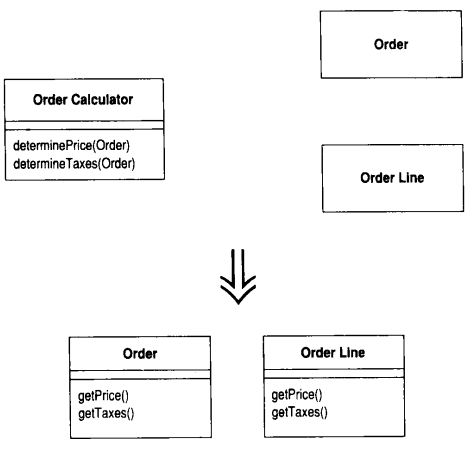 Order
Order Calculator
determinePrice(Order)
determineTaxes(Order)
Order Line
Order
getPrice()
getTaxes()
Order Line
getPrice()
getTaxes()